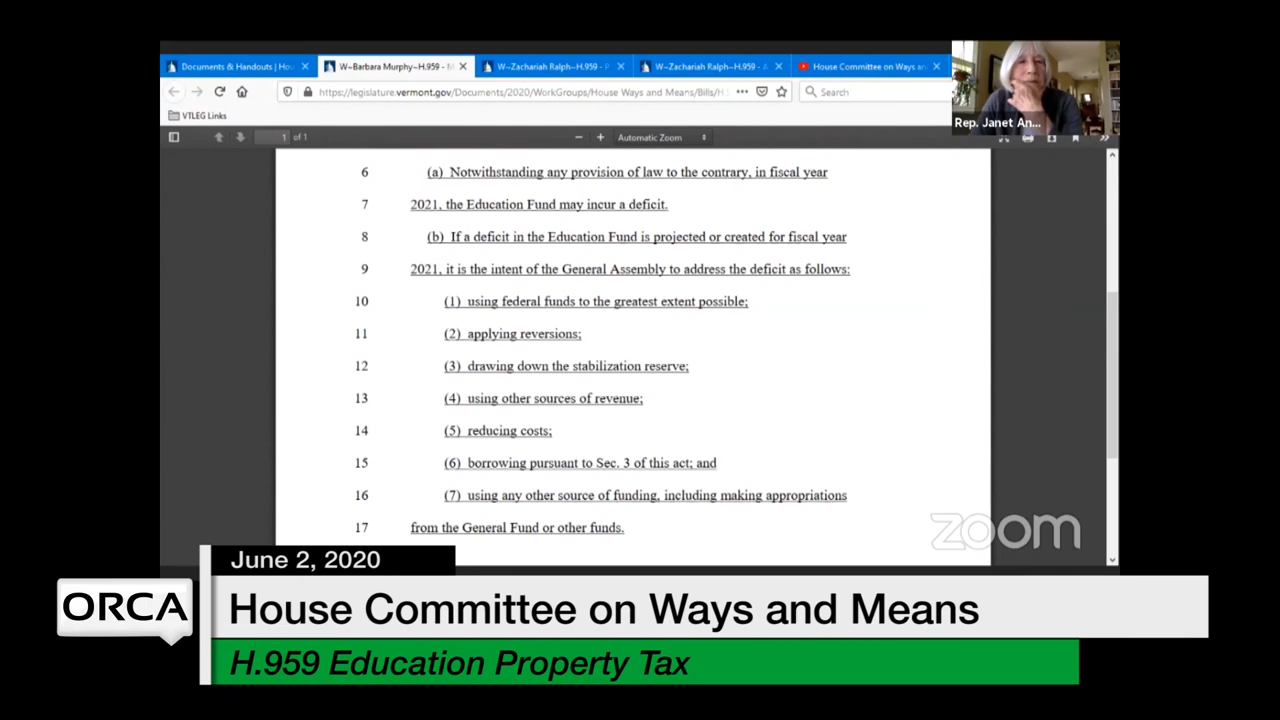 Documents & Handouts | Ho
W~Barbara Murphy~H.959 -
W~Zachariah Ralph~H.959 - P
W~Zachariah Ralph~H.959 - A
House Committee on Ways an
https://legislature.vermont.gov/Documents/2020/WorkGroups/House Ways and Means/Bills/H
Search
VTLEG Links
Rep. Janet An...
1 of 1
Automatic Zoom
6 (a) Notwithstanding any provision of law to the contrary, in fiscal year
7 2021, the Education Fund may incur a deficit.
8 (b) If a deficit in the Education Fund is projected or created for fiscal year
9 2021, it is the intent of the General Assembly to address the deficit as follows:
10 (1) using federal funds to the greatest extent possible;
11 (2) applying reversions;
12 (3) drawing down the stabilization reserve;
13 (4) using other sources of revenue;
14 (5) reducing costs;
15 (6) borrowing pursuant to Sec. 3 of this act; and
16 (7) using any other source of funding, including making appropriations
17 from the General Fund or other funds.
zoom
June 2, 2020
ORCA
House Committee on Ways and Means
H.959 Education Property Tax